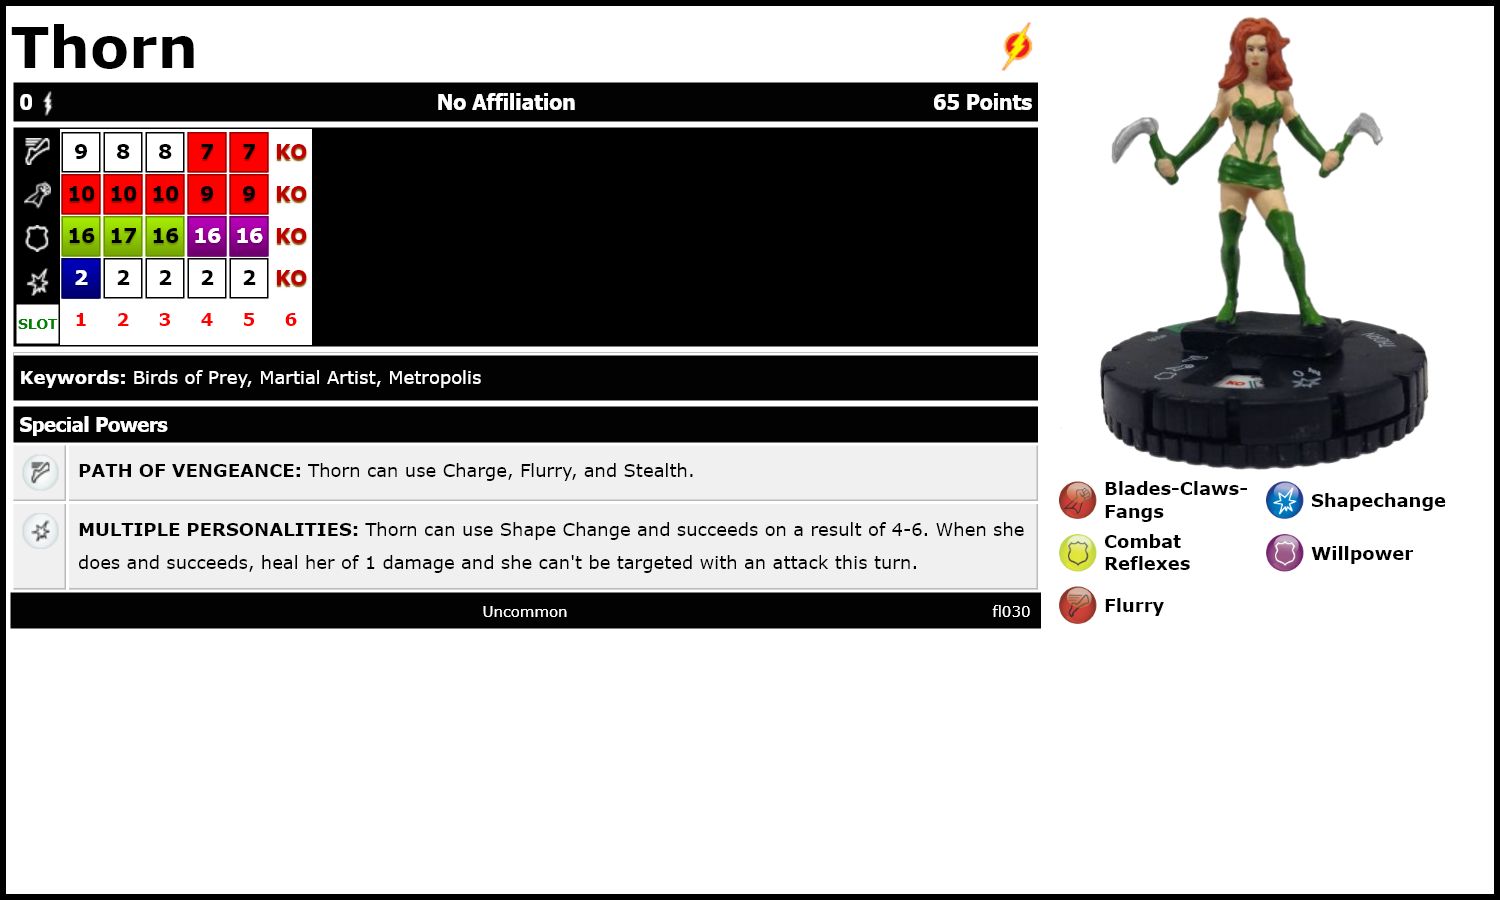 Thorn
0 No Affiliation 65 Points
9 8 8 7 7 KO
10 10 10 9 9 KO
16 17 16 16 16 KO
2 2 2 2 2 KO
SLOT 1 2 3 4 5 6
Keywords: Birds of Prey, Martial Artist, Metropolis
Special Powers
PATH OF VENGEANCE: Thorn can use Charge, Flurry, and Stealth.
MULTIPLE PERSONALITIES: Thorn can use Shape Change and succeeds on a result of 4-6. When she
does and succeeds, heal her of 1 damage and she can't be targeted with an attack this turn.
Uncommon fl030
THORN
KO
Blades-Claws-
Fangs
Shapechange
Combat
Reflexes
Willpower
Flurry